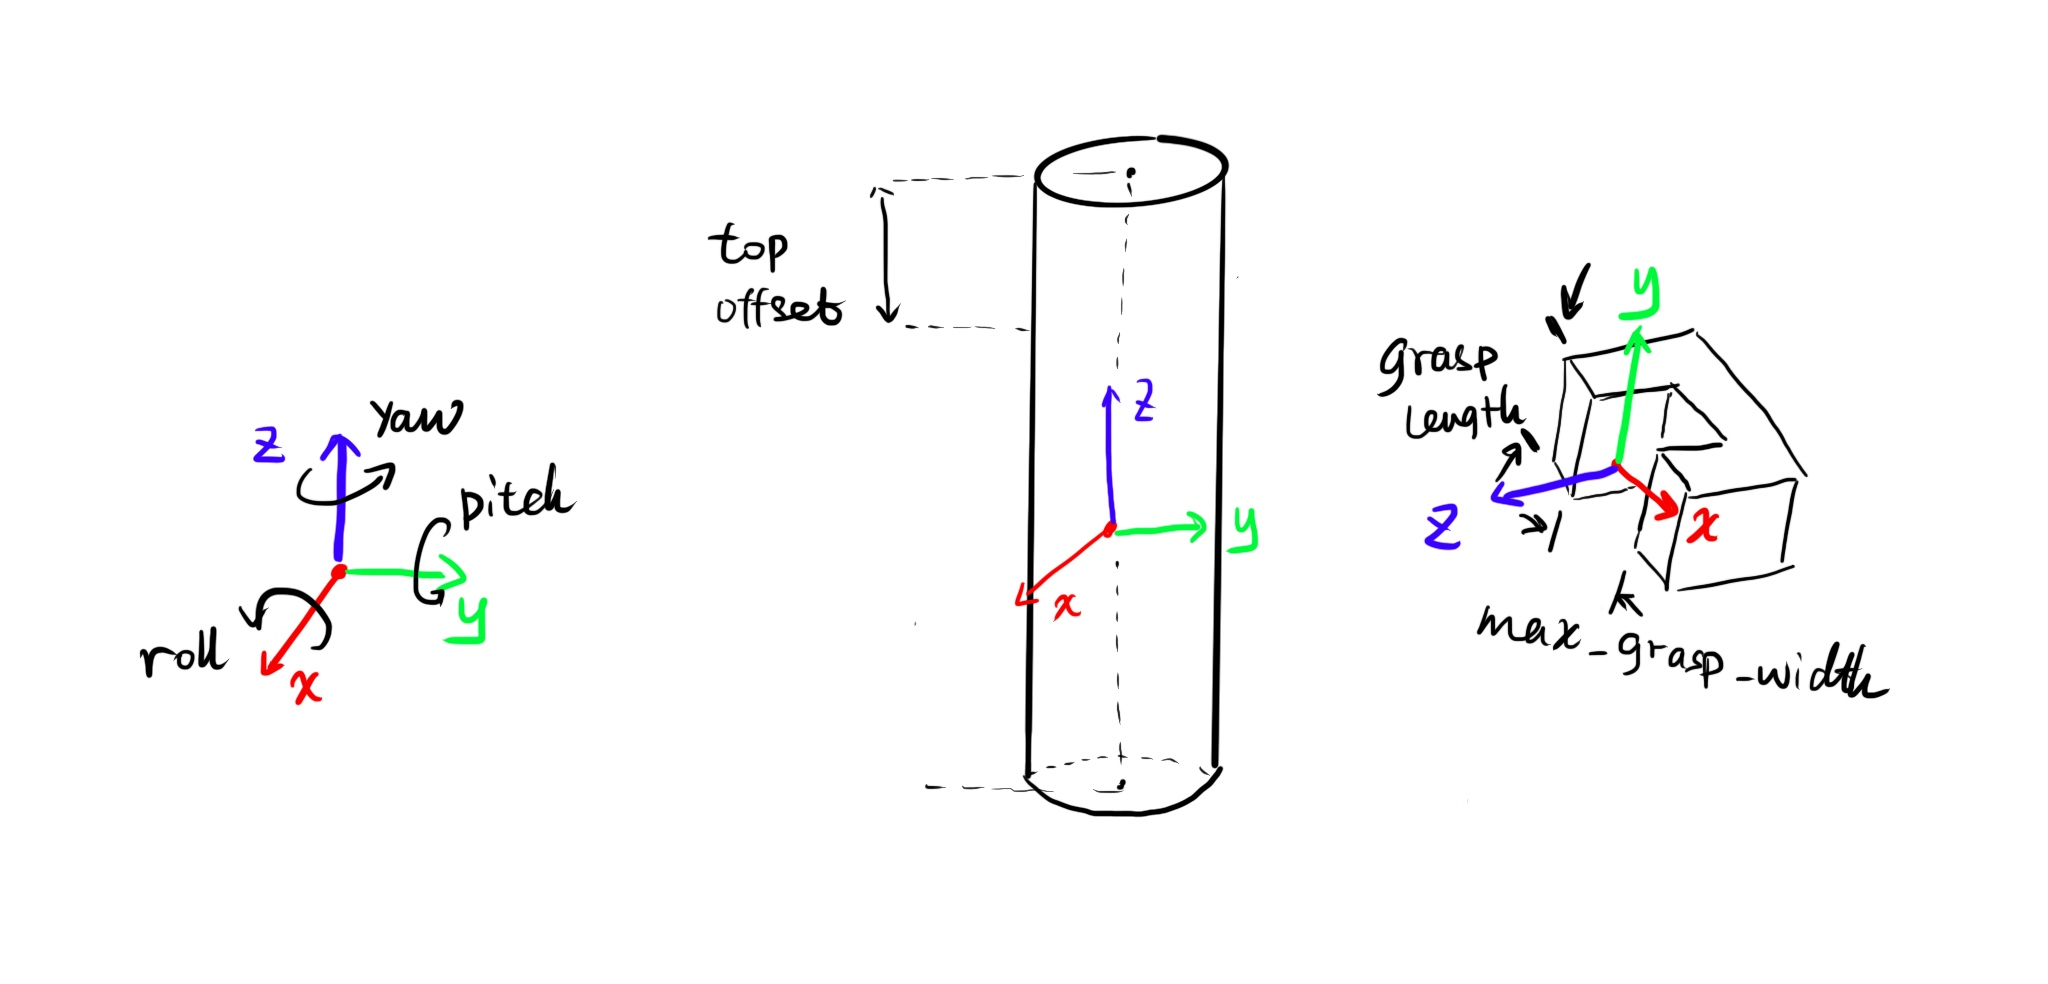 z
yaw
pitch
y
roll
x
top
offset
z
y
x
y
grasp
length
z
x
max_grasp_width